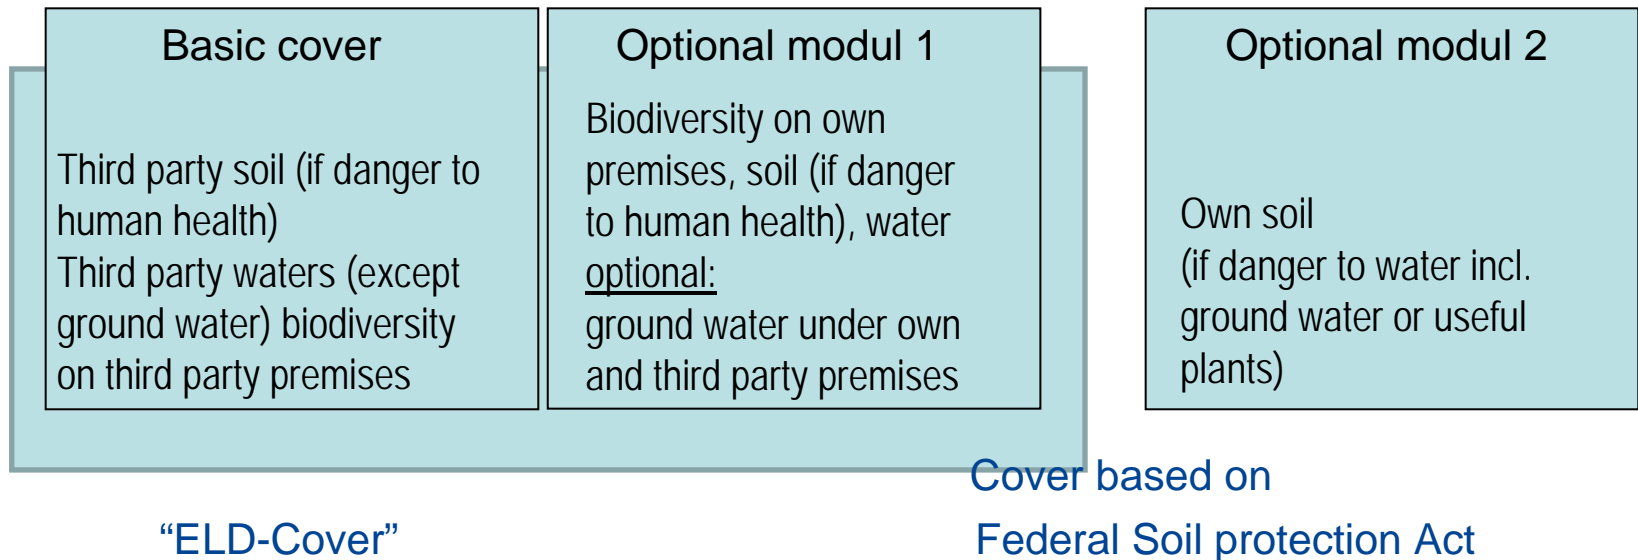 Basic cover
Third party soil (if danger to
human health)
Third party waters (except
ground water) biodiversity
on third party premises
Optional modul 1
Biodiversity on own
premises, soil (if danger
to human health), water
optional:
ground water under own
and third party premises
Optional modul 2
Own soil
(if danger to water incl.
ground water or useful
plants)
“ELD-Cover”
Cover based on
Federal Soil protection Act